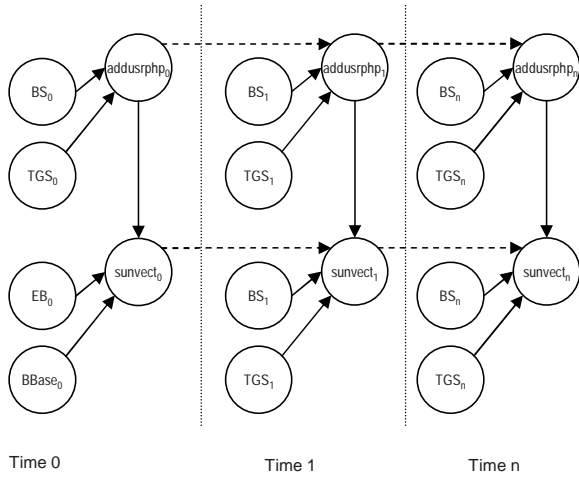 addusrphp0 addusrphp1 addusrphpn
BS0 BS1 BSn
TGS0 TGS1 TGSn
sunvect0 sunvect1 sunvectn
EB0 BS1 BSn
BBase0 TGS1 TGSn
Time 0 Time 1 Time n